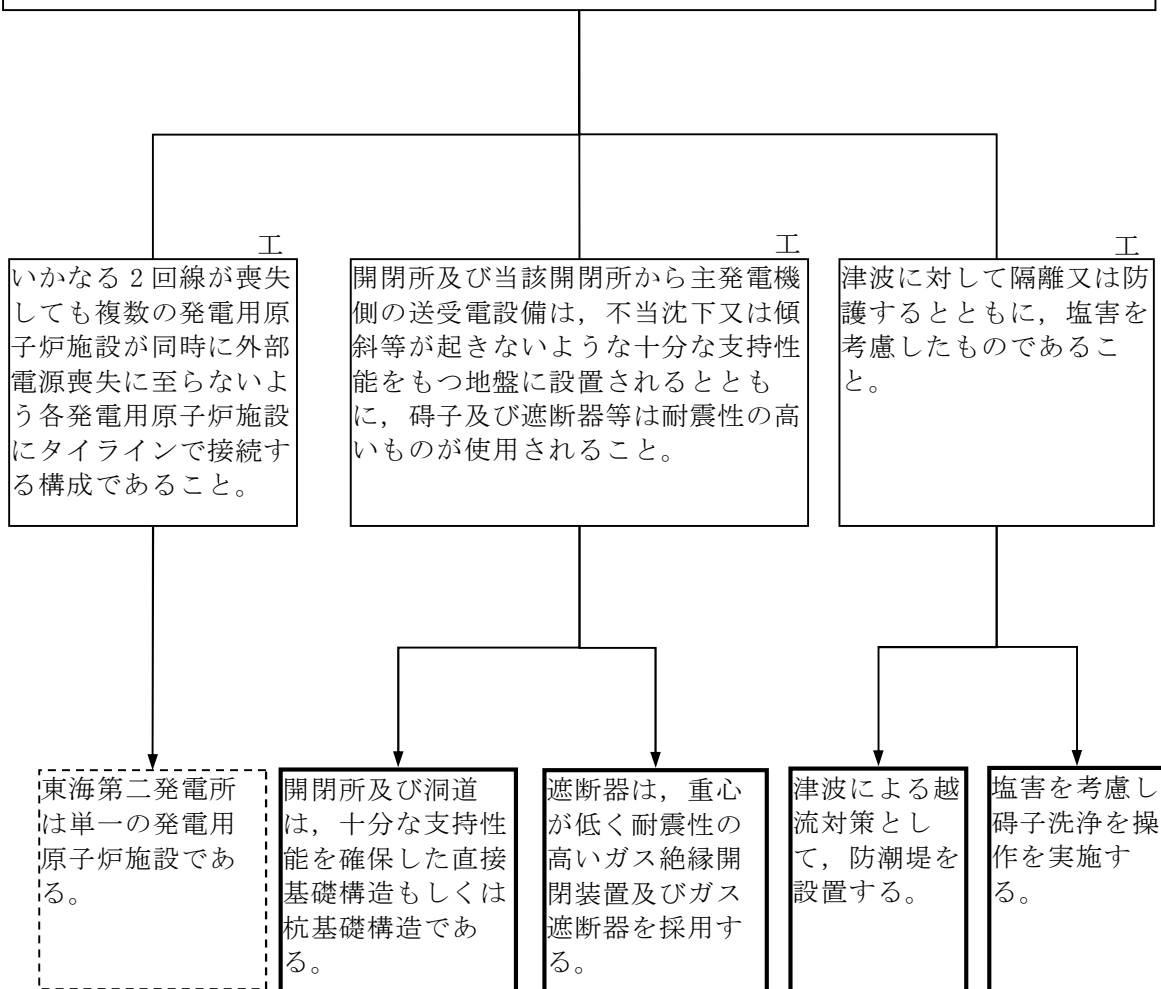 工
いかなる2回線が喪失
しても複数の発電用原
子炉施設が同時に外部
電源喪失に至らないよ
う各発電用原子炉施設
にタイラインで接続す
る構成であること。
工
開閉所及び当該開閉所から主発電機
側の送受電設備は，不当沈下又は傾
斜等が起きないような十分な支持性
能をもつ地盤に設置されるととも
に，碍子及び遮断器等は耐震性の高
いものが使用されること。
工
津波に対して隔離又は防
護するとともに，塩害を
考慮したものであるこ
と。
東海第二発電所
は単一の発電用
原子炉施設であ
る。
開閉所及び洞道
は，十分な支持性
能を確保した直接
基礎構造もしくは
杭基礎構造であ
る。
遮断器は，重心
が低く耐震性の
高いガス絶縁開
閉装置及びガス
遮断器を採用す
る。
津波による越
流対策とし
て，防潮堤を
設置する。
塩害を考慮し
碍子洗浄を操
作を実施す
る。